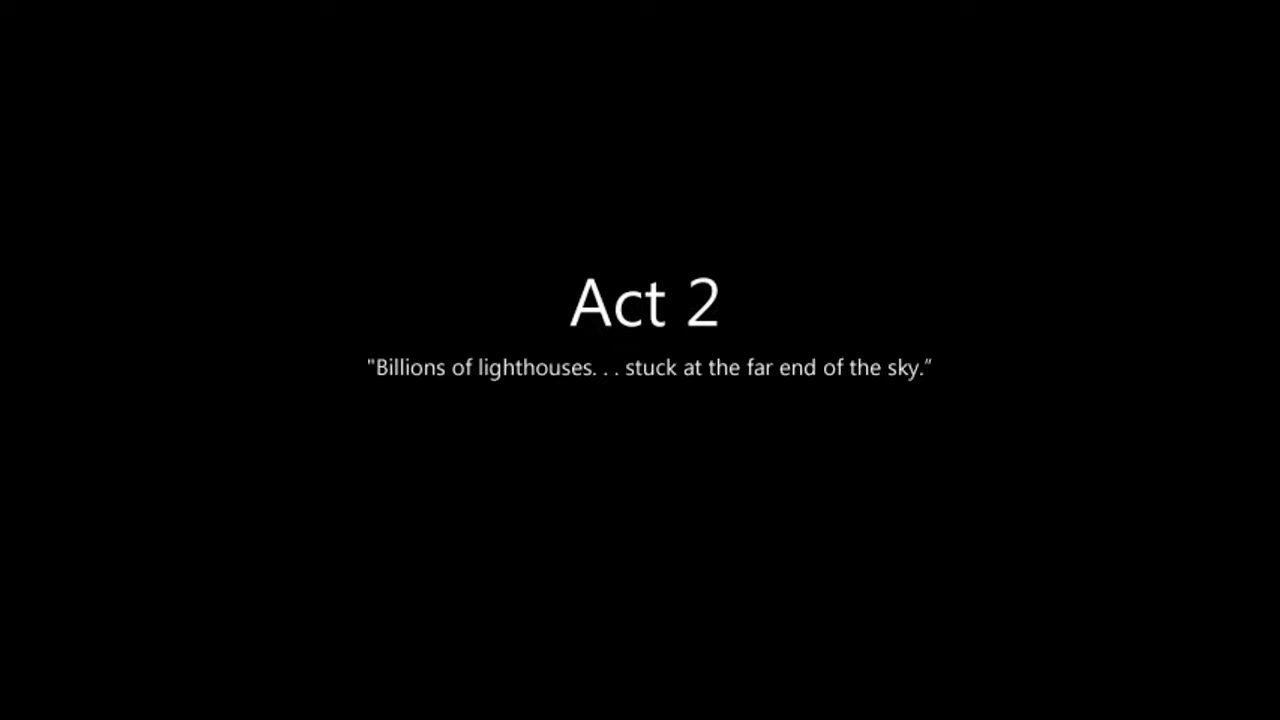 Act 2
"Billions of lighthouses. . . stuck at the far end of the sky.”